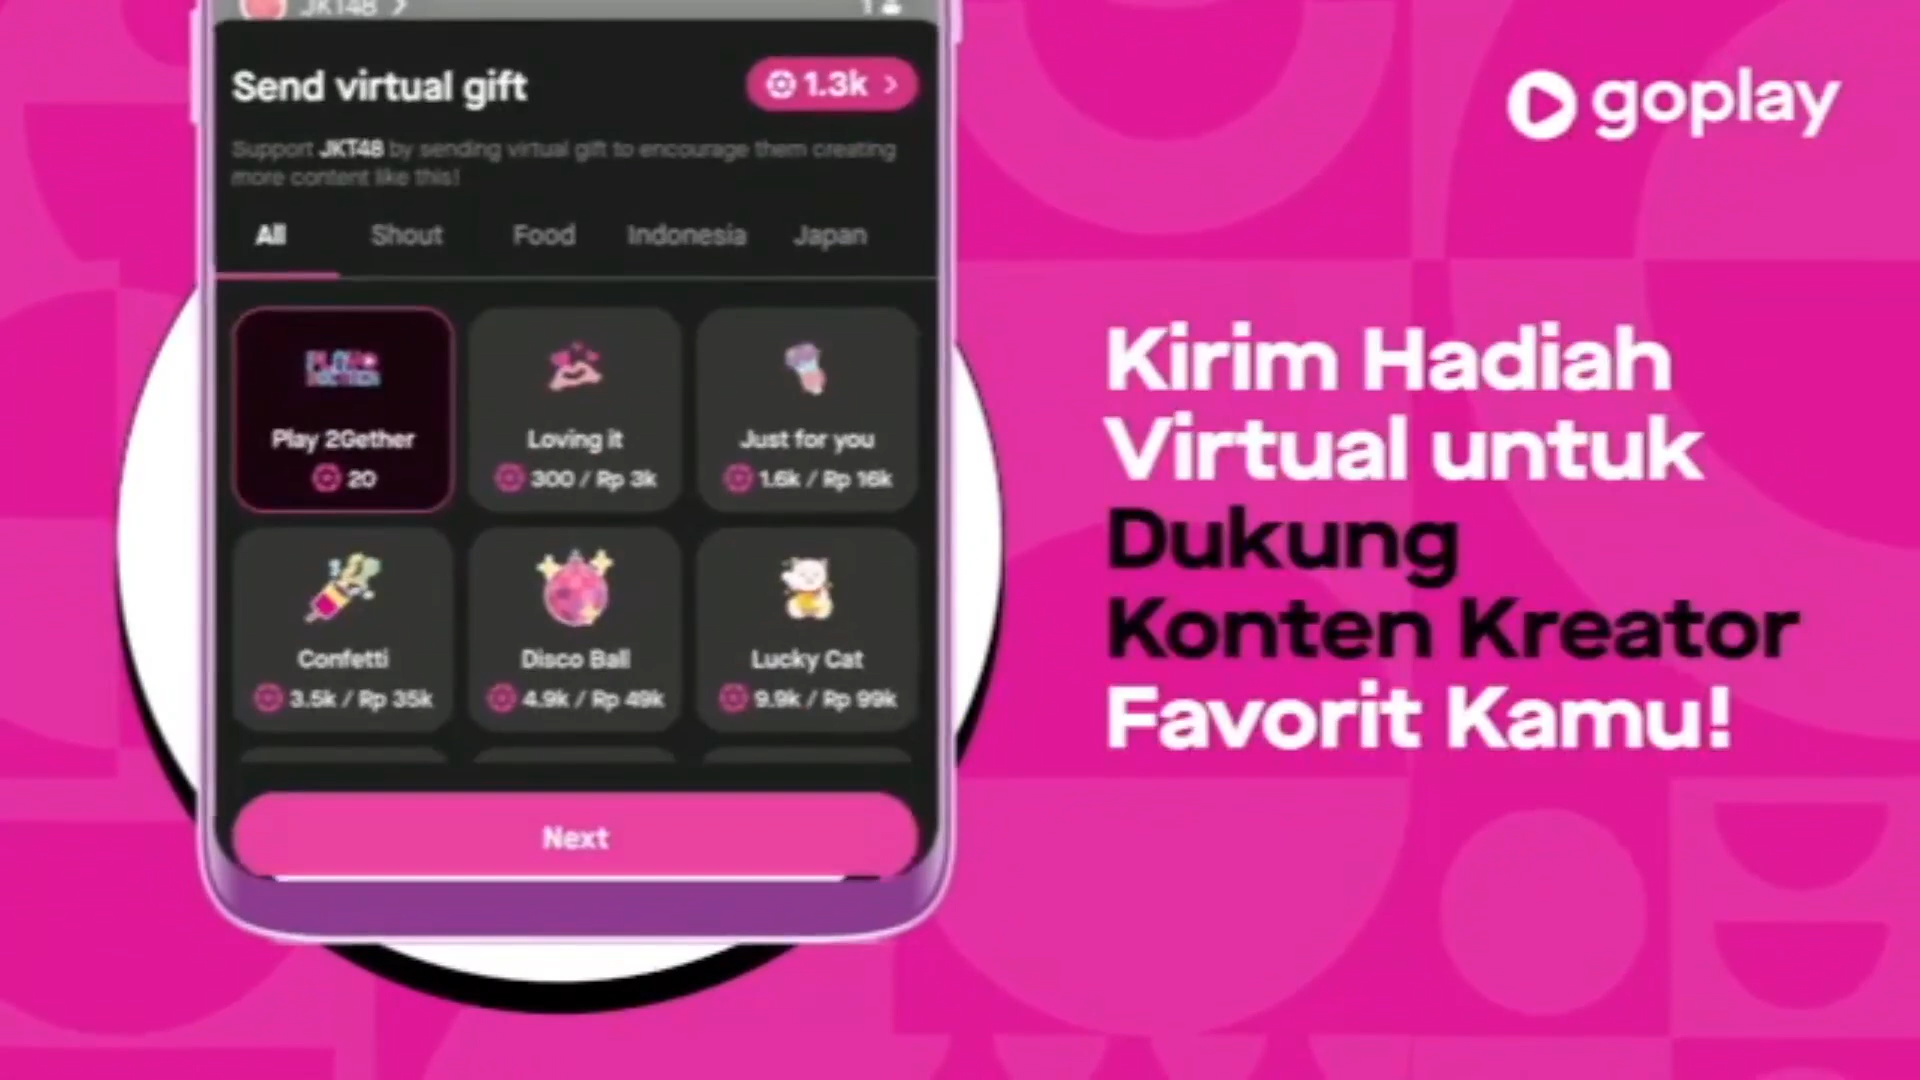 JKT48
1
Send virtual gift
1.3k
Support JKT48 by sending virtual gift to encourage them creating
more content like this!
All
Shout
Food
Indonesia
Japan
Play 2Gether
20
Loving it
300 / Rp 3k
Just for you
1.6k / Rp 16k
Confetti
3.5k / Rp 35k
Disco Ball
4.9k / Rp 49k
Lucky Cat
9.9k / Rp 99k
Next
goplay
Kirim Hadiah
Virtual untuk
Dukung
Konten Kreator
Favorit Kamu!